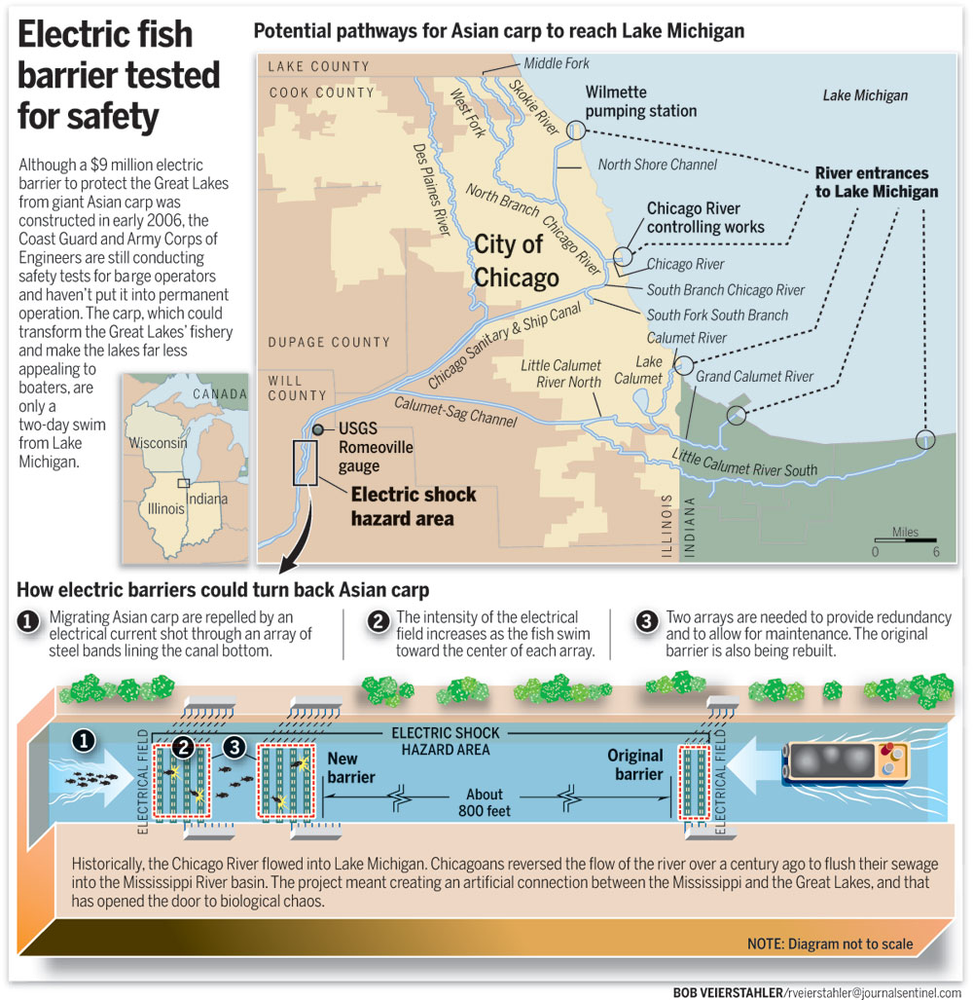 Electric fish
barrier tested
for safety
Although a $9 million electric
barrier to protect the Great Lakes
from giant Asian carp was
constructed in early 2006, the
Coast Guard and Army Corps of
Engineers are still conducting
safety tests for barge operators
and haven't put it into permanent
operation. The carp, which could
transform the Great Lakes' fishery
and make the lakes far less
appealing to
boaters, are
only a
two-day swim
from Lake
Michigan.
CANADA
Wisconsin
Illinois
Indiana
Potential pathways for Asian carp to reach Lake Michigan
LAKE COUNTY
COOK COUNTY
Middle Fork
Skokie River
West Fork
Des Plaines River
Wilmette
pumping station
Lake Michigan
North Shore Channel
River entrances
to Lake Michigan
North Branch Chicago River
Chicago River
controlling works
City of
Chicago
Chicago River
South Branch Chicago River
South Fork South Branch
Chicago Sanitary & Ship Canal
DUPAGE COUNTY
WILL
COUNTY
Calumet River
Lake
Calumet
Little Calumet
River North
Grand Calumet River
Calumet-Sag Channel
Little Calumet River South
USGS
Romeoville
gauge
Electric shock
hazard area
ILLINOIS
INDIANA
Miles
0 6
How electric barriers could turn back Asian carp
1 Migrating Asian carp are repelled by an
electrical current shot through an array of
steel bands lining the canal bottom.
2 The intensity of the electrical
field increases as the fish swim
toward the center of each array.
3 Two arrays are needed to provide redundancy
and to allow for maintenance. The original
barrier is also being rebuilt.
1
ELECTRICAL FIELD
2
3
ELECTRIC SHOCK
HAZARD AREA
New
barrier
About
800 feet
Original
barrier
ELECTRICAL FIELD
Historically, the Chicago River flowed into Lake Michigan. Chicagoans reversed the flow of the river over a century ago to flush their sewage
into the Mississippi River basin. The project meant creating an artificial connection between the Mississippi and the Great Lakes, and that
has opened the door to biological chaos.
NOTE: Diagram not to scale
BOB VEIERSTAHLER/rveierstahler@journalsentinel.com